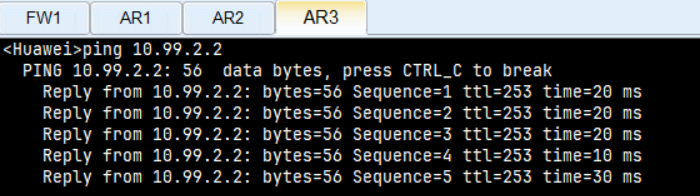 FW1 AR1 AR2 AR3
<Huawei>ping 10.99.2.2
PING 10.99.2.2: 56  data bytes, press CTRL_C to break
Reply from 10.99.2.2: bytes=56 Sequence=1 ttl=253 time=20 ms
Reply from 10.99.2.2: bytes=56 Sequence=2 ttl=253 time=20 ms
Reply from 10.99.2.2: bytes=56 Sequence=3 ttl=253 time=20 ms
Reply from 10.99.2.2: bytes=56 Sequence=4 ttl=253 time=10 ms
Reply from 10.99.2.2: bytes=56 Sequence=5 ttl=253 time=30 ms